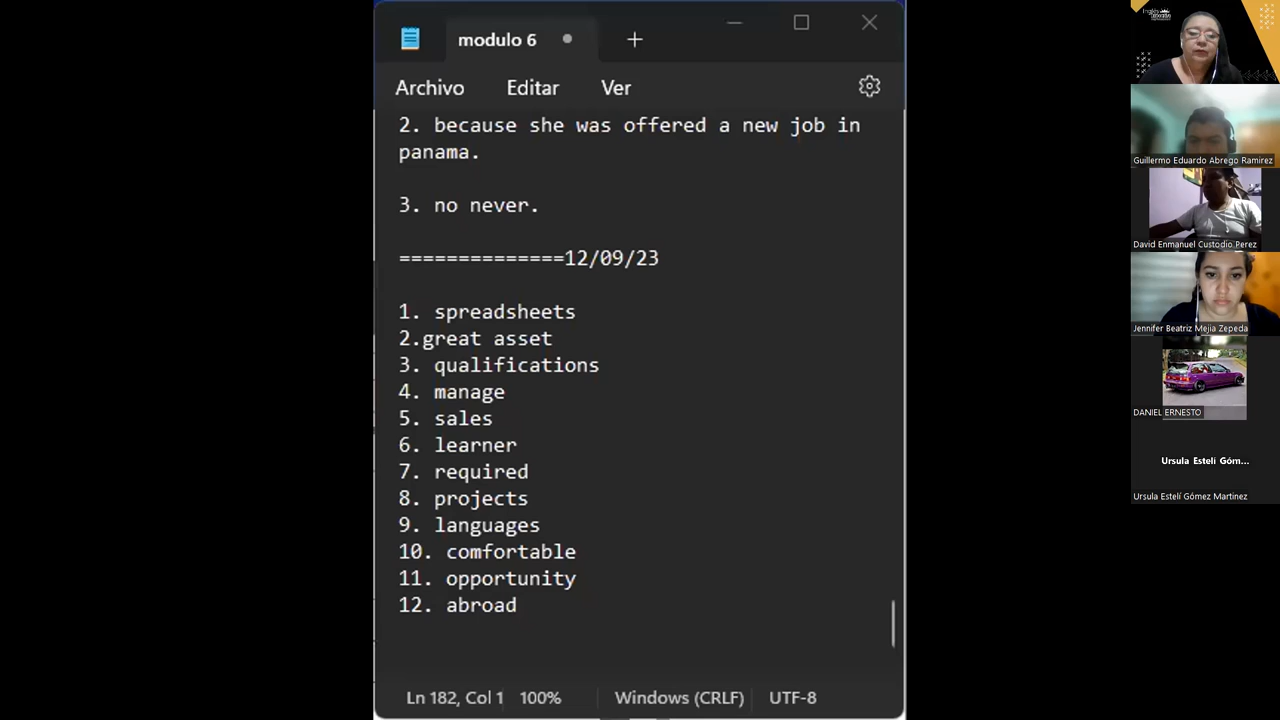 modulo 6
Archivo Editar Ver
2. because she was offered a new job in
panama.
3. no never.
==============12/09/23
1. spreadsheets
2.great asset
3. qualifications
4. manage
5. sales
6. learner
7. required
8. projects
9. languages
10. comfortable
11. opportunity
12. abroad
Ln 182, Col 1 100% Windows (CRLF) UTF-8
Inglés
Guillermo Eduardo Abrego Ramirez
David Enmanuel Custodio Perez
Jennifer Beatriz Mejia Zepeda
DANIEL ERNESTO
Ursula Estelí Góm...
Ursula Estelí Gómez Martinez